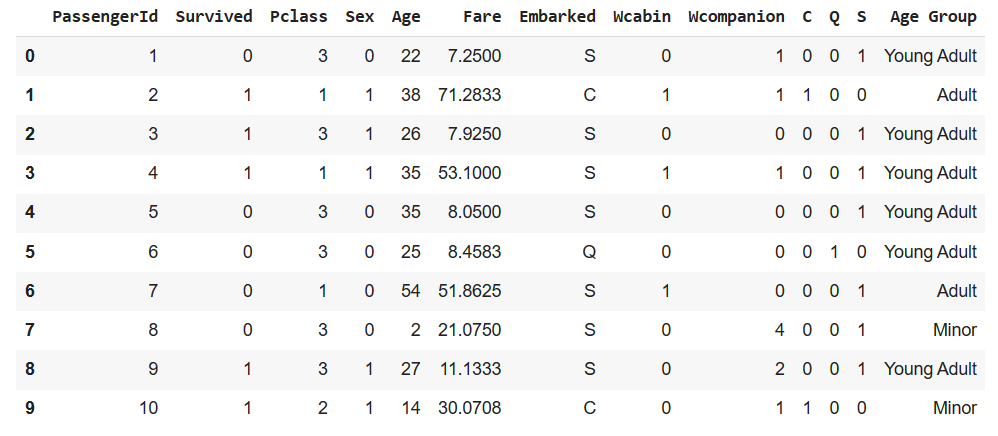 PassengerId Survived Pclass Sex Age Fare Embarked Wcabin Wcompanion C Q S Age Group
0 1 0 3 0 22 7.2500 S 0 1 0 0 1 Young Adult
1 2 1 1 1 38 71.2833 C 1 1 1 0 0 Adult
2 3 1 3 1 26 7.9250 S 0 0 0 0 1 Young Adult
3 4 1 1 1 35 53.1000 S 1 1 0 0 1 Young Adult
4 5 0 3 0 35 8.0500 S 0 0 0 0 1 Young Adult
5 6 0 3 0 25 8.4583 Q 0 0 0 1 0 Young Adult
6 7 0 1 0 54 51.8625 S 1 0 0 0 1 Adult
7 8 0 3 0 2 21.0750 S 0 4 0 0 1 Minor
8 9 1 3 1 27 11.1333 S 0 2 0 0 1 Young Adult
9 10 1 2 1 14 30.0708 C 0 1 1 0 0 Minor